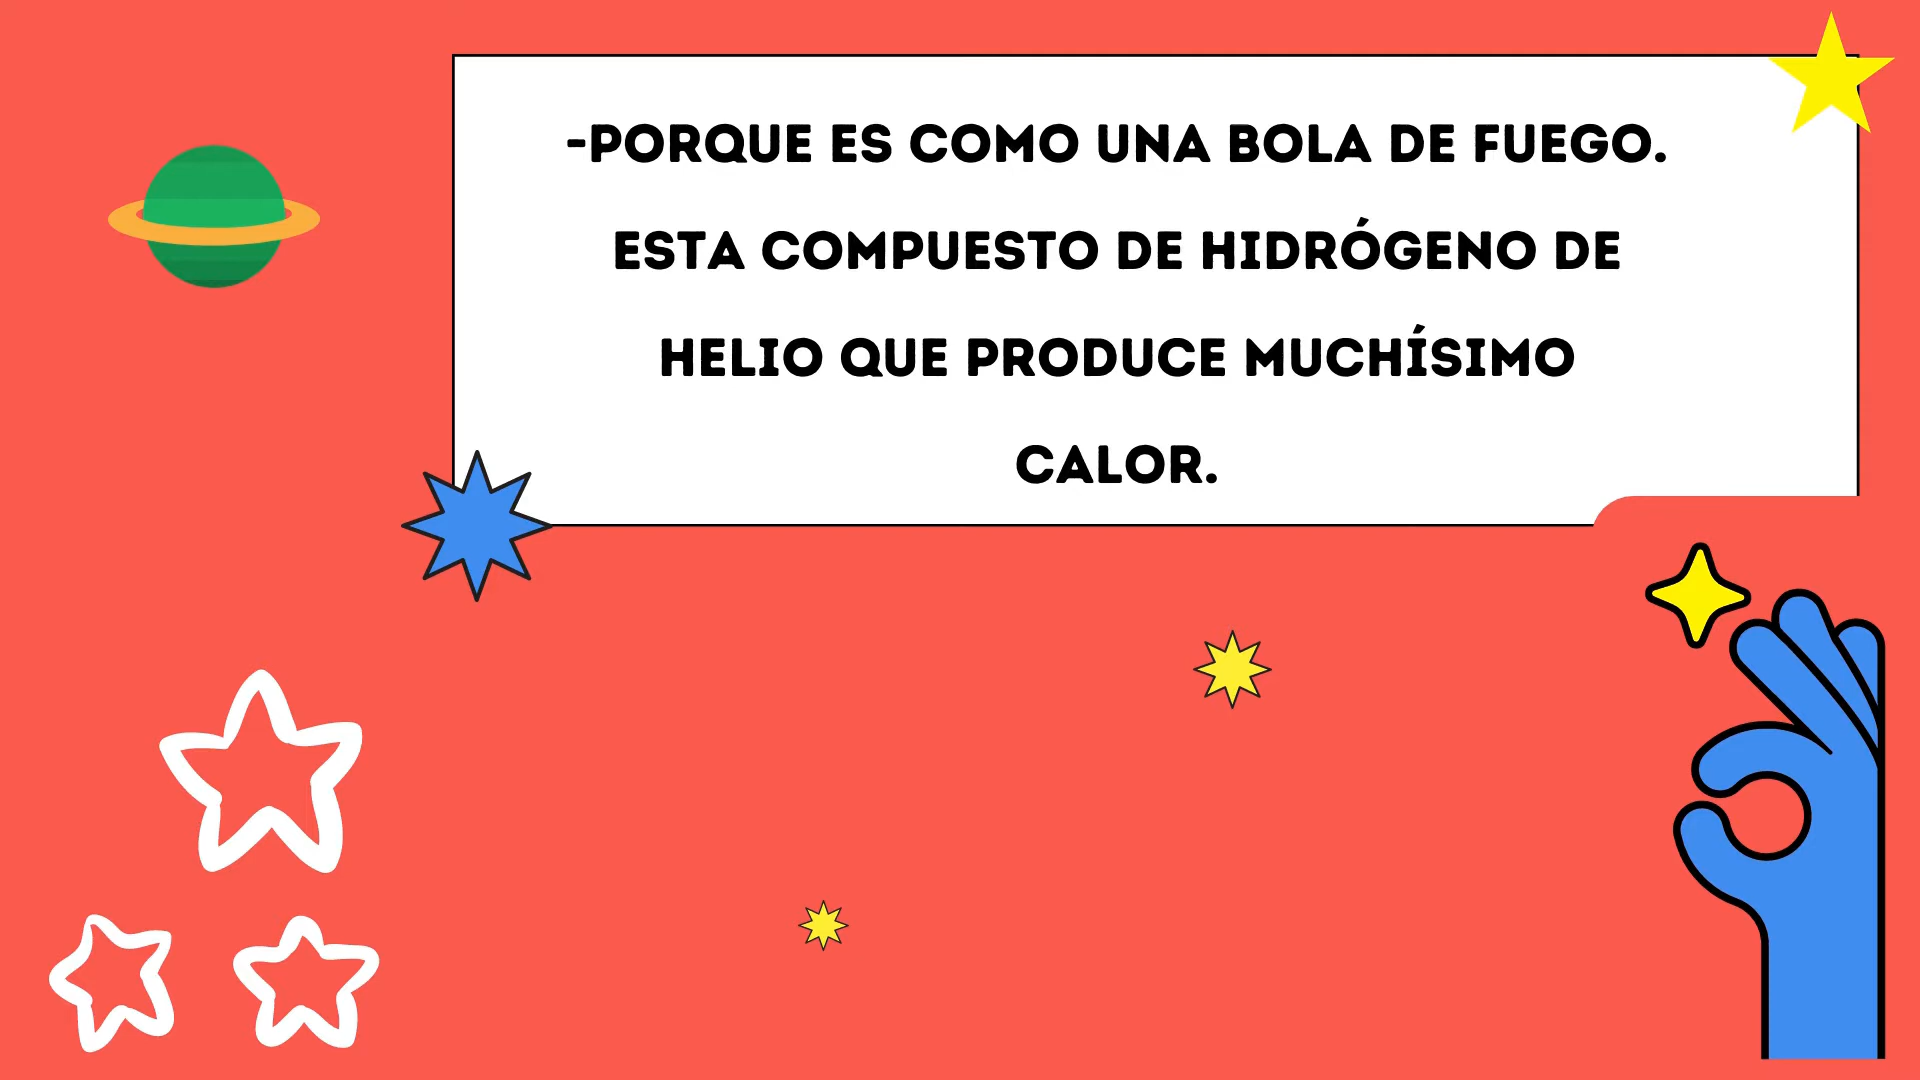 -PORQUE ES COMO UNA BOLA DE FUEGO.
ESTA COMPUESTO DE HIDRÓGENO DE
HELIO QUE PRODUCE MUCHÍSIMO
CALOR.